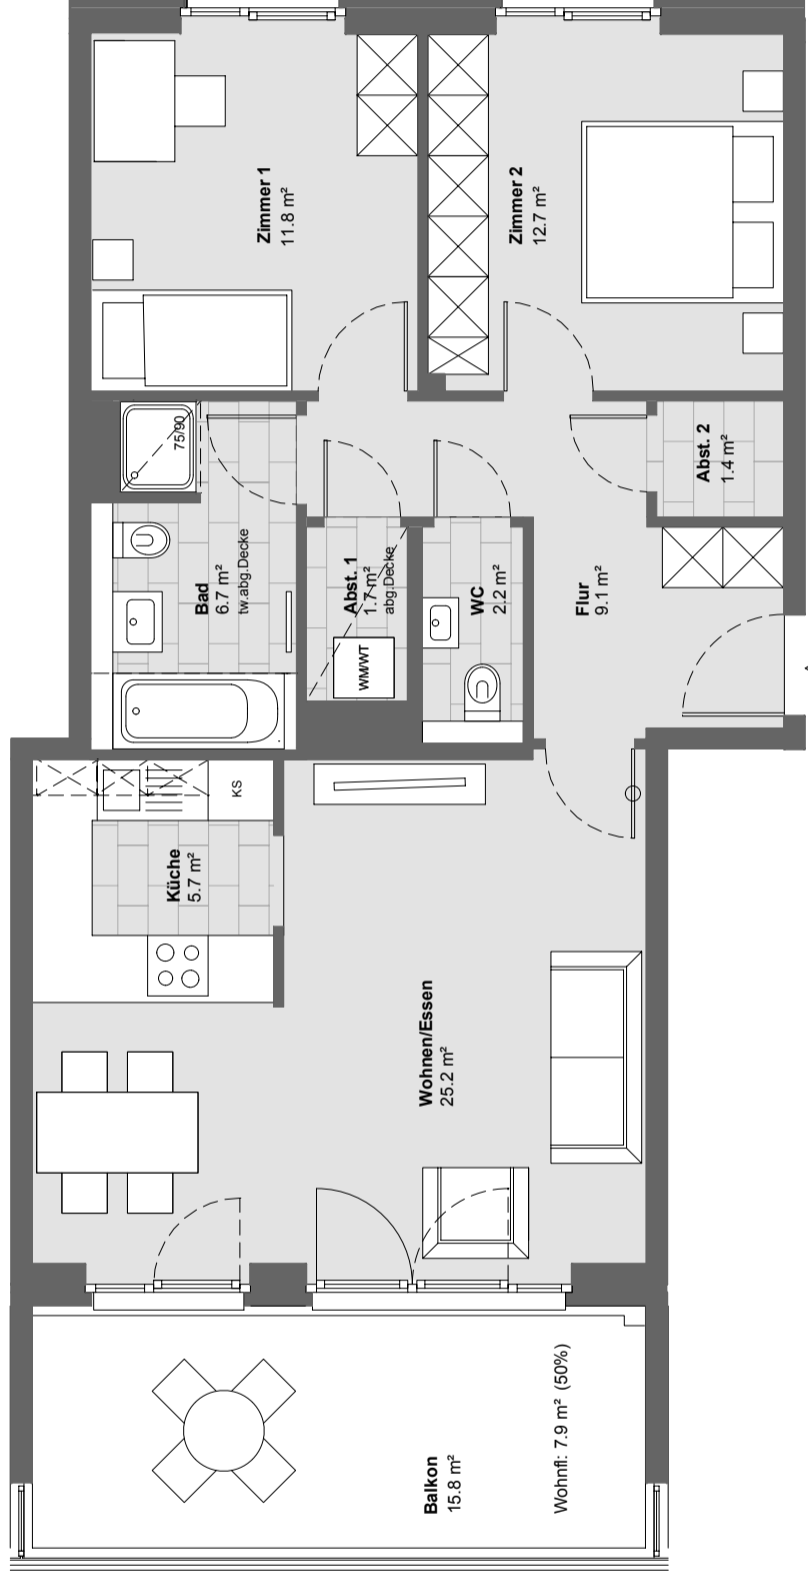 Zimmer 1
11.8 m²
Zimmer 2
12.7 m²
75/90
Bad
6.7 m²
tw.abg.Decke
Abst. 1
1.7 m²
abg.Decke
WM/WT
WC
2.2 m²
Abst. 2
1.4 m²
Flur
9.1 m²
KS
Küche
5.7 m²
Wohnen/Essen
25.2 m²
Balkon
15.8 m²
Wohnfl: 7.9 m² (50%)